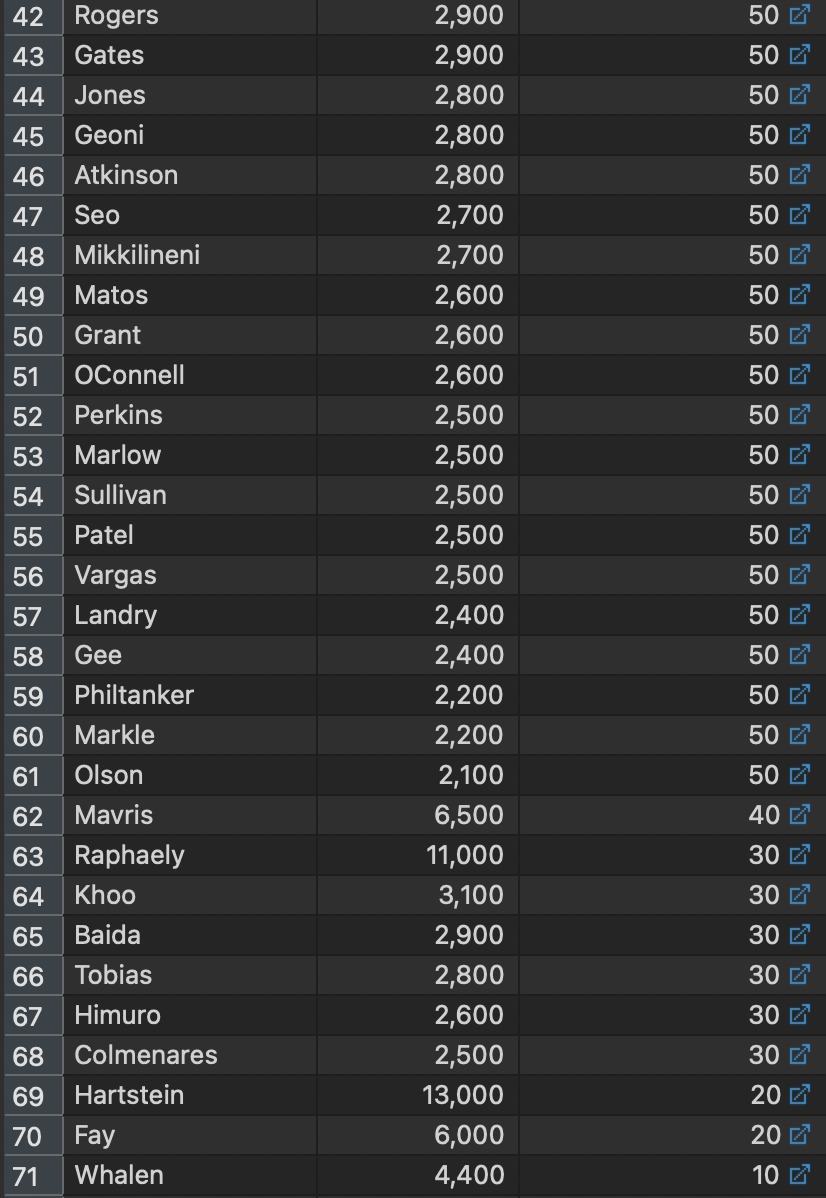 42 Rogers 2,900 50
43 Gates 2,900 50
44 Jones 2,800 50
45 Geoni 2,800 50
46 Atkinson 2,800 50
47 Seo 2,700 50
48 Mikkilineni 2,700 50
49 Matos 2,600 50
50 Grant 2,600 50
51 OConnell 2,600 50
52 Perkins 2,500 50
53 Marlow 2,500 50
54 Sullivan 2,500 50
55 Patel 2,500 50
56 Vargas 2,500 50
57 Landry 2,400 50
58 Gee 2,400 50
59 Philtanker 2,200 50
60 Markle 2,200 50
61 Olson 2,100 50
62 Mavris 6,500 40
63 Raphaely 11,000 30
64 Khoo 3,100 30
65 Baida 2,900 30
66 Tobias 2,800 30
67 Himuro 2,600 30
68 Colmenares 2,500 30
69 Hartstein 13,000 20
70 Fay 6,000 20
71 Whalen 4,400 10